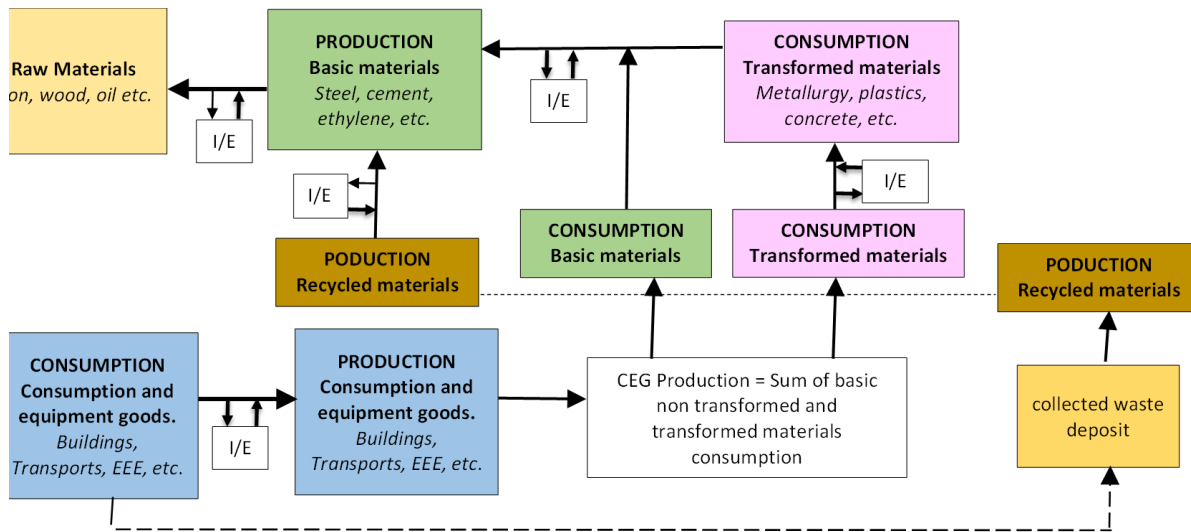 Raw Materials
on, wood, oil etc.
I/E
PRODUCTION
Basic materials
Steel, cement,
ethylene, etc.
I/E
CONSUMPTION
Transformed materials
Metallurgy, plastics,
concrete, etc.
I/E
I/E
PODUCTION
Recycled materials
CONSUMPTION
Basic materials
CONSUMPTION
Transformed materials
PODUCTION
Recycled materials
CONSUMPTION
Consumption and
equipment goods.
Buildings,
Transports, EEE, etc.
I/E
PRODUCTION
Consumption and
equipment goods.
Buildings,
Transports, EEE, etc.
CEG Production = Sum of basic
non transformed and
transformed materials
consumption
collected waste
deposit